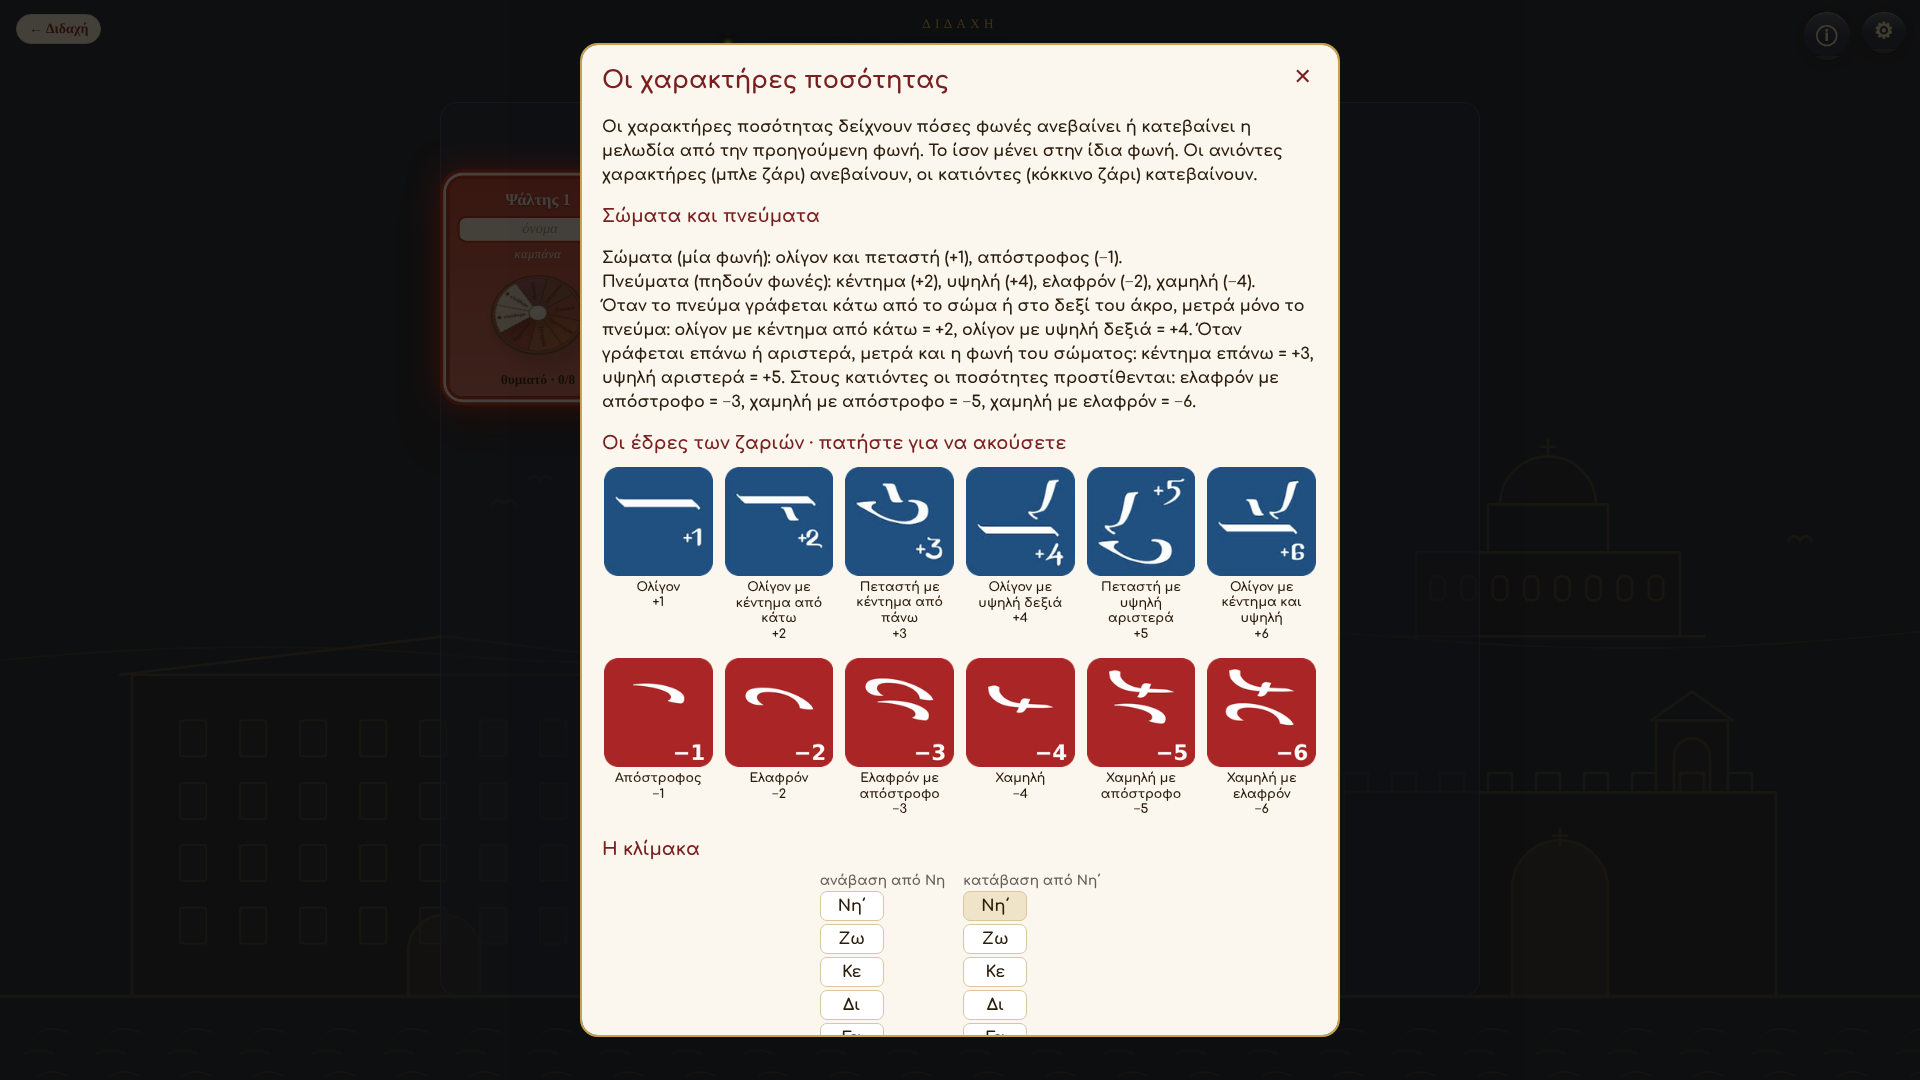 ← Διδαχή
ΔΙΔΑΧΗ
Ψάλτης 1
όνομα
καμπάνα
θυμιατό · 0/8
Οι χαρακτήρες ποσότητας
✕
Οι χαρακτήρες ποσότητας δείχνουν πόσες φωνές ανεβαίνει ή κατεβαίνει η
μελωδία από την προηγούμενη φωνή. Το ίσον μένει στην ίδια φωνή. Οι ανιόντες
χαρακτήρες (μπλε ζάρι) ανεβαίνουν, οι κατιόντες (κόκκινο ζάρι) κατεβαίνουν.
Σώματα και πνεύματα
Σώματα (μία φωνή): ολίγον και πεταστή (+1), απόστροφος (−1).
Πνεύματα (πηδούν φωνές): κέντημα (+2), υψηλή (+4), ελαφρόν (−2), χαμηλή (−4).
Όταν το πνεύμα γράφεται κάτω από το σώμα ή στο δεξί του άκρο, μετρά μόνο το
πνεύμα: ολίγον με κέντημα από κάτω = +2, ολίγον με υψηλή δεξιά = +4. Όταν
γράφεται επάνω ή αριστερά, μετρά και η φωνή του σώματος: κέντημα επάνω = +3,
υψηλή αριστερά = +5. Στους κατιόντες οι ποσότητες προστίθενται: ελαφρόν με
απόστροφο = −3, χαμηλή με απόστροφο = −5, χαμηλή με ελαφρόν = −6.
Οι έδρες των ζαριών · πατήστε για να ακούσετε
+1 +2 +3 +4 +5 +6
Ολίγον
+1
Ολίγον με
κέντημα από
κάτω
+2
Πεταστή με
κέντημα από
πάνω
+3
Ολίγον με
υψηλή δεξιά
+4
Πεταστή με
υψηλή
αριστερά
+5
Ολίγον με
κέντημα και
υψηλή
+6
−1 −2 −3 −4 −5 −6
Απόστροφος
−1
Ελαφρόν
−2
Ελαφρόν με
απόστροφο
−3
Χαμηλή
−4
Χαμηλή με
απόστροφο
−5
Χαμηλή με
ελαφρόν
−6
Η κλίμακα
ανάβαση από Νη
Νη΄
Ζω
Κε
Δι
κατάβαση από Νη΄
Νη΄
Ζω
Κε
Δι